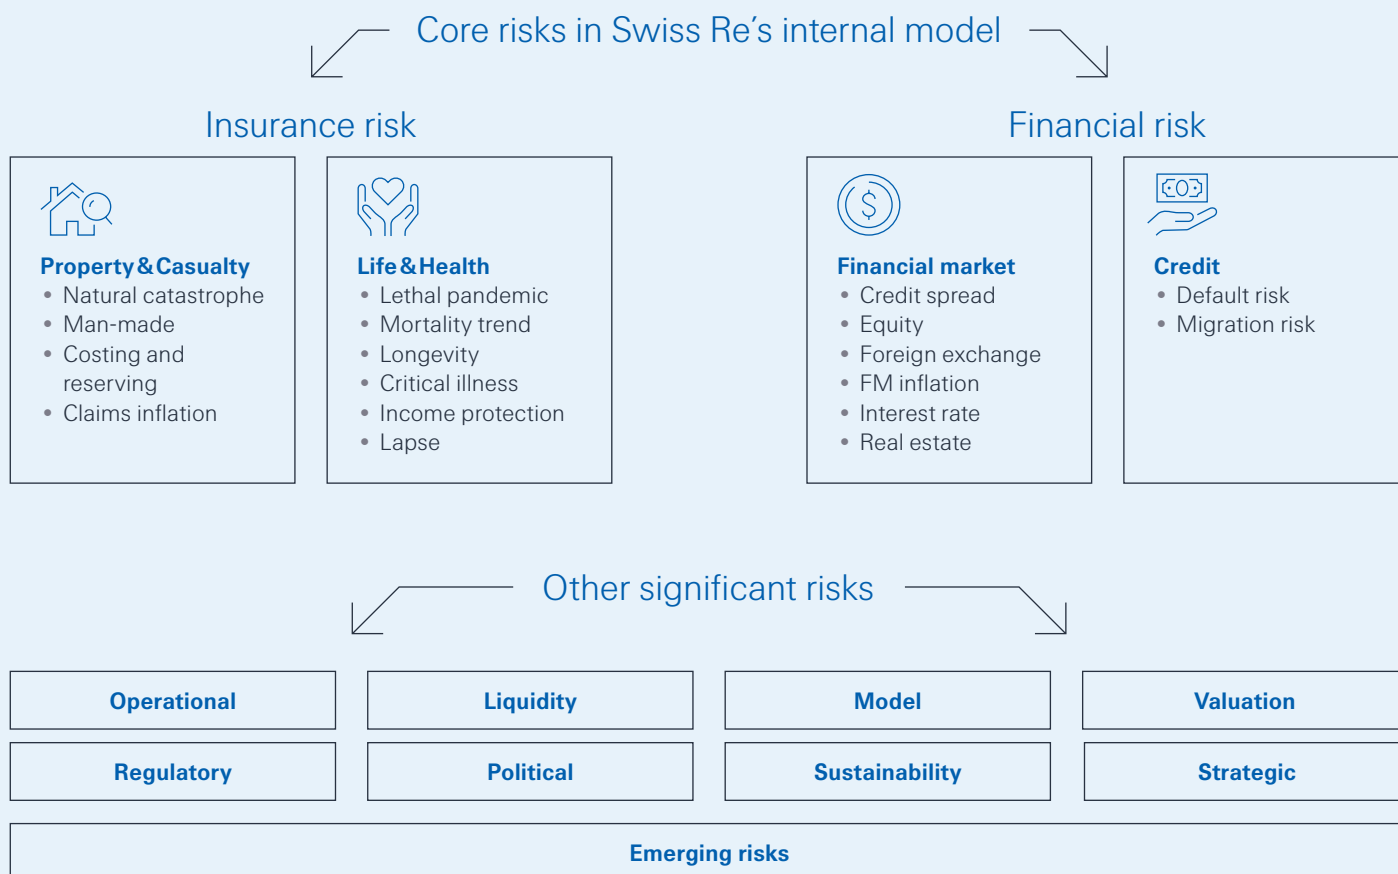 Core risks in Swiss Re’s internal model
Insurance risk
Financial risk
Property & Casualty
• Natural catastrophe
• Man-made
• Costing and
reserving
• Claims inflation
Life & Health
• Lethal pandemic
• Mortality trend
• Longevity
• Critical illness
• Income protection
• Lapse
$
Financial market
• Credit spread
• Equity
• Foreign exchange
• FM inflation
• Interest rate
• Real estate
Credit
• Default risk
• Migration risk
Other significant risks
Operational
Liquidity
Model
Valuation
Regulatory
Political
Sustainability
Strategic
Emerging risks